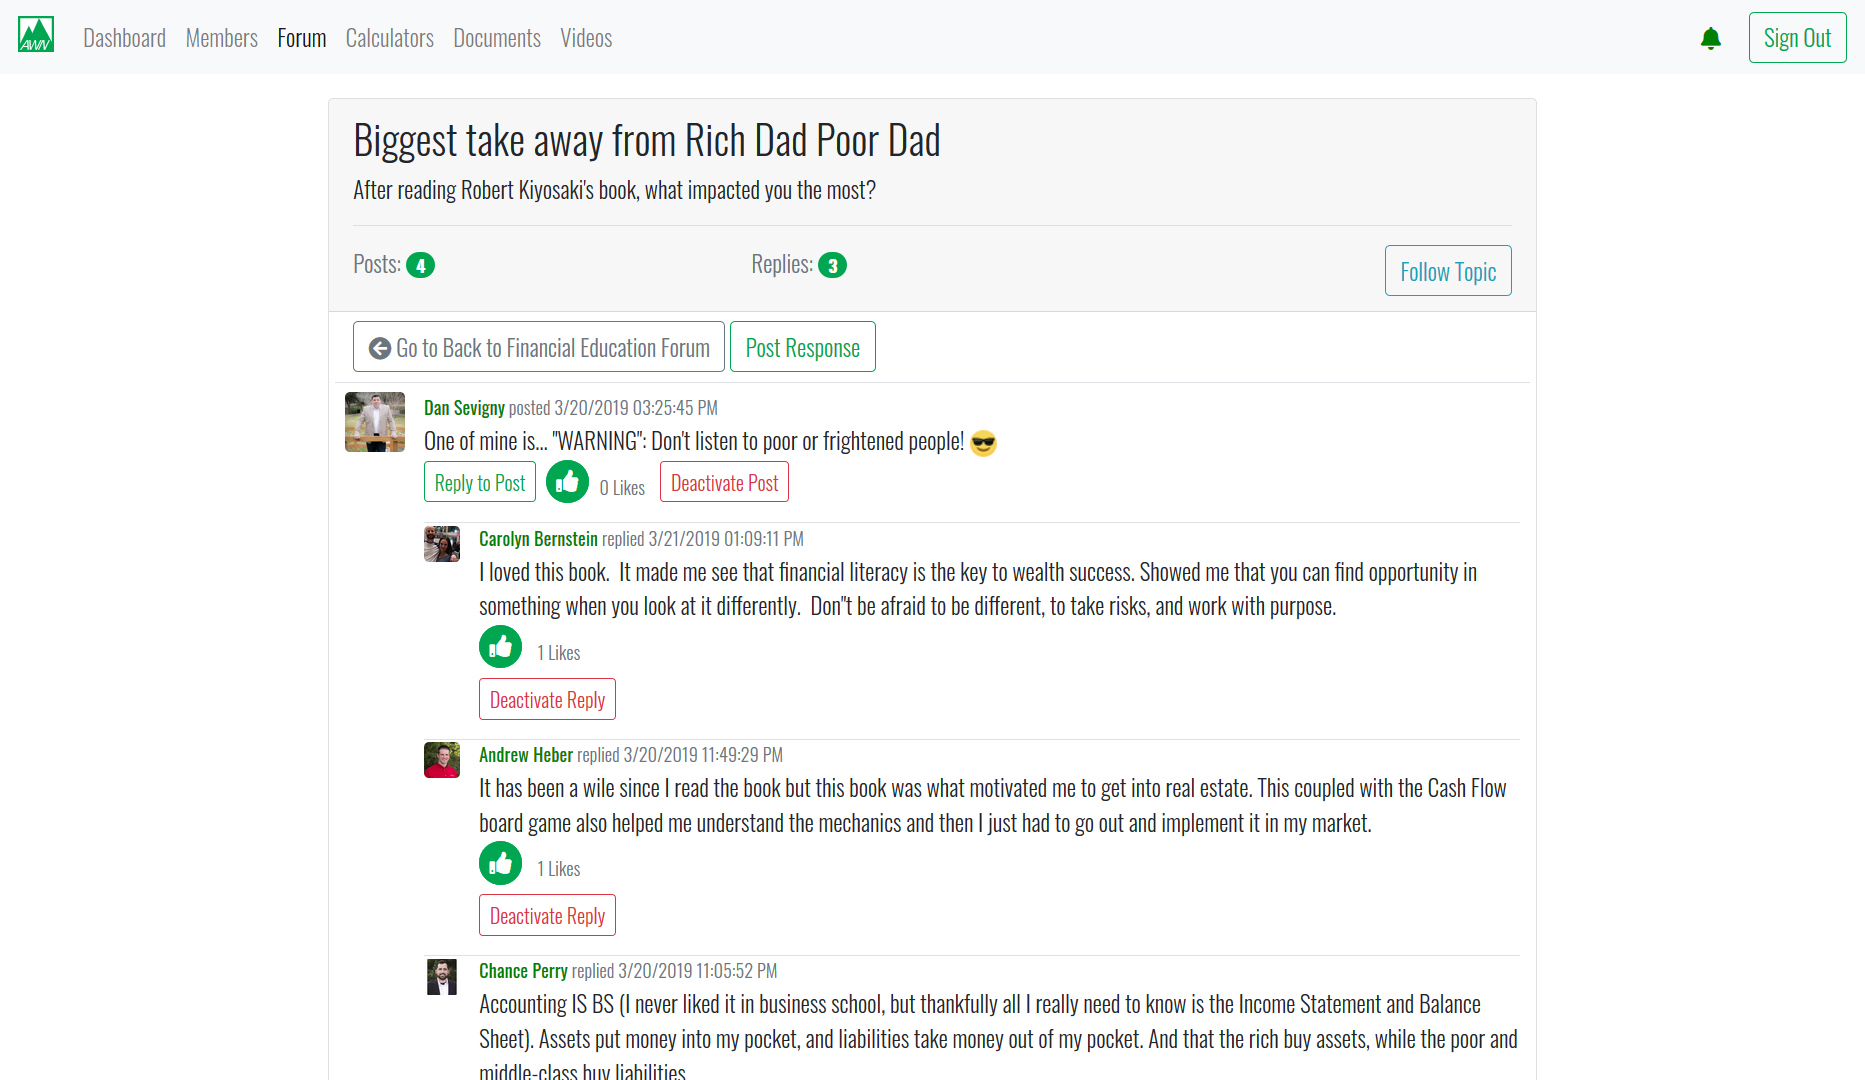 AWN Dashboard Members Forum Calculators Documents Videos Sign Out
Biggest take away from Rich Dad Poor Dad
After reading Robert Kiyosaki's book, what impacted you the most?
Posts: 4 Replies: 3 Follow Topic
Go to Back to Financial Education Forum Post Response
Dan Sevigny posted 3/20/2019 03:25:45 PM
One of mine is... "WARNING": Don't listen to poor or frightened people! 😎
Reply to Post 0 Likes Deactivate Post
Carolyn Bernstein replied 3/21/2019 01:09:11 PM
I loved this book.  It made me see that financial literacy is the key to wealth success. Showed me that you can find opportunity in
something when you look at it differently.  Don"t be afraid to be different, to take risks, and work with purpose.
1 Likes
Deactivate Reply
Andrew Heber replied 3/20/2019 11:49:29 PM
It has been a wile since I read the book but this book was what motivated me to get into real estate. This coupled with the Cash Flow
board game also helped me understand the mechanics and then I just had to go out and implement it in my market.
1 Likes
Deactivate Reply
Chance Perry replied 3/20/2019 11:05:52 PM
Accounting IS BS (I never liked it in business school, but thankfully all I really need to know is the Income Statement and Balance
Sheet). Assets put money into my pocket, and liabilities take money out of my pocket. And that the rich buy assets, while the poor and
middle-class buy liabilities